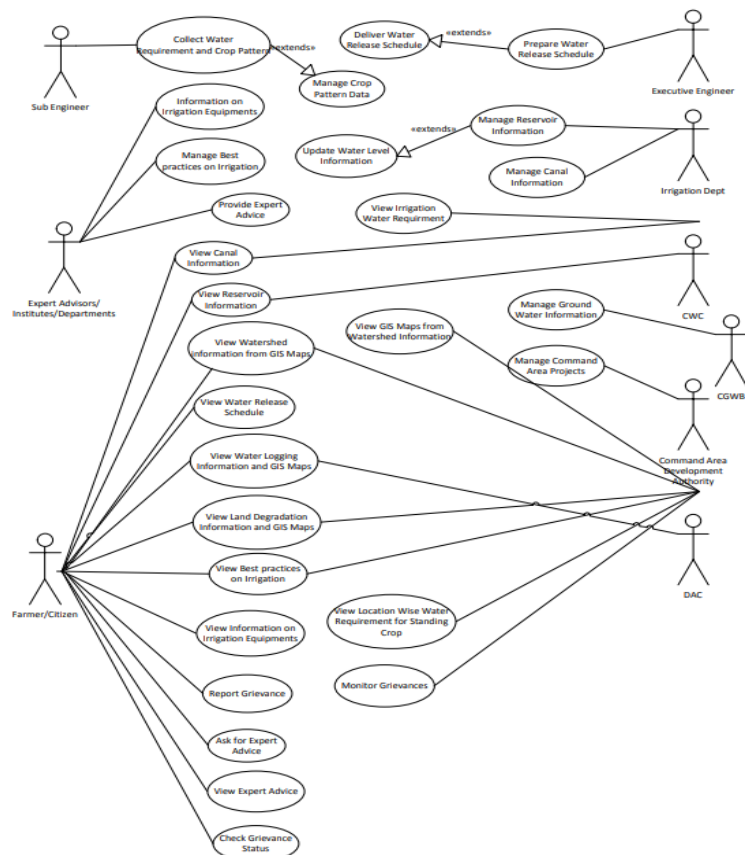 Collect Water
Requirement and Crop Pattern
«extends»
Deliver Water
Release Schedule
«extends»
Prepare Water
Release Schedule
Manage Crop
Pattern Data
Sub Engineer
Executive Engineer
Information on
Irrigation Equipments
«extends»
Manage Reservoir
Information
Manage Best
practices on Irrigation
Update Water Level
Information
Manage Canal
Information
Irrigation Dept
Provide Expert
Advice
View Irrigation
Water Requirment
View Canal
Information
Expert Advisors/
Institutes/Departments
View Reservoir
Information
CWC
Manage Ground
Water Information
View Watershed
Information from GIS Maps
View GIS Maps from
Watershed Information
Manage Command
Area Projects
CGWB
View Water Release
Schedule
Command Area
Development
Authority
View Water Logging
Information and GIS Maps
View Land Degradation
Information and GIS Maps
View Best practices
on Irrigation
DAC
Farmer/Citizen
View Location Wise Water
Requirement for Standing
Crop
View Information on
Irrigation Equipments
Report Grievance
Monitor Grievances
Ask for Expert
Advice
View Expert Advice
Check Grievance
Status